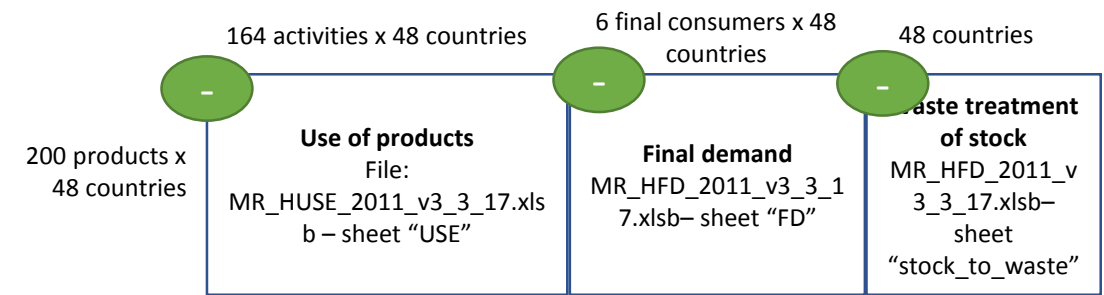 164 activities x 48 countries
6 final consumers x 48
countries
48 countries
-
-
-
200 products x
48 countries
Use of products
File:
MR_HUSE_2011_v3_3_17.xls
b – sheet “USE”
Final demand
MR_HFD_2011_v3_3_1
7.xlsb– sheet “FD”
aste treatment
of stock
MR_HFD_2011_v
3_3_17.xlsb–
sheet
“stock_to_waste”